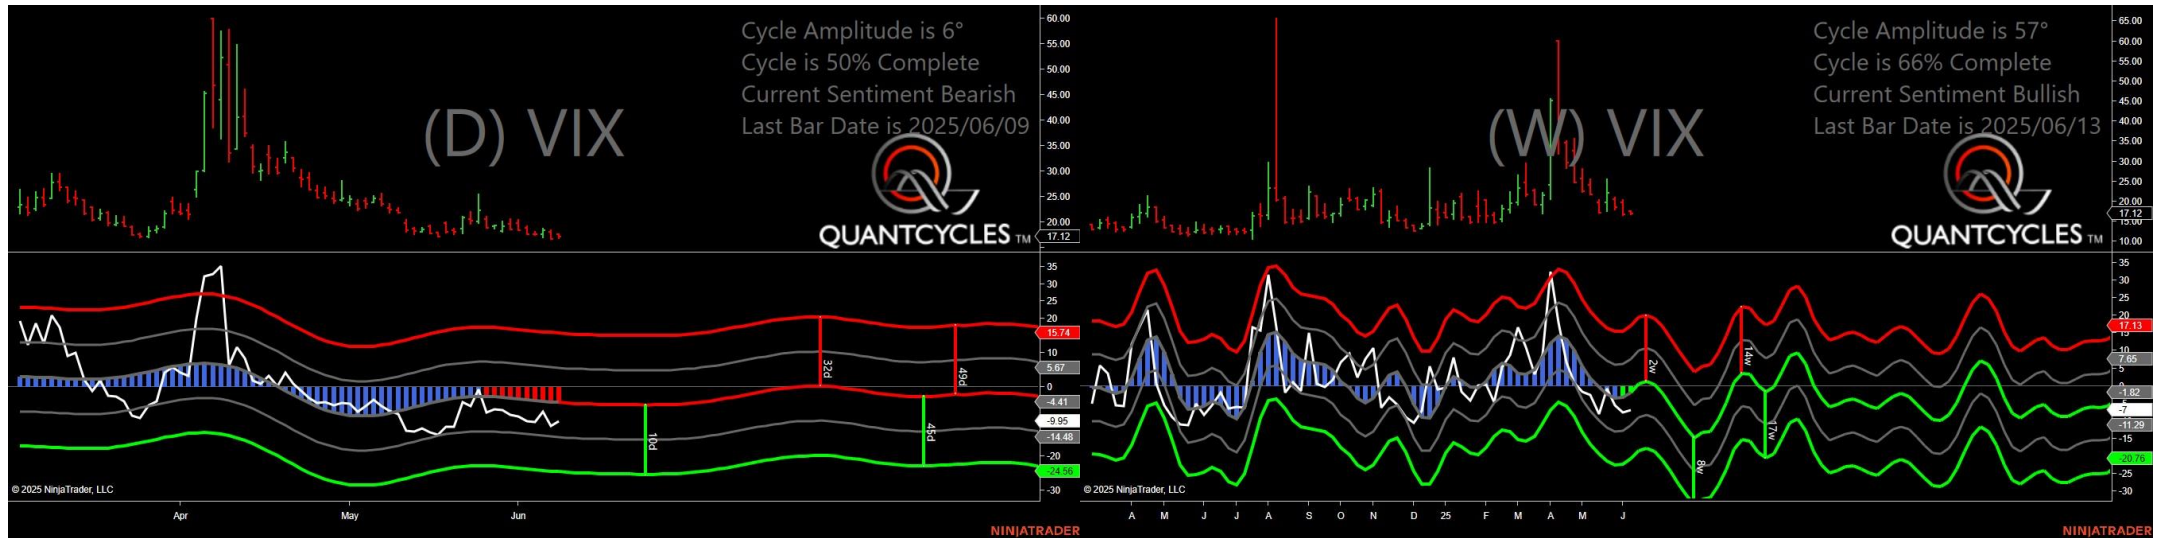 Cycle Amplitude is 6°
Cycle is 50% Complete
Current Sentiment Bearish
Last Bar Date is 2025/06/09
(D) VIX
QUANTCYCLES TM
60.00
55.00
50.00
45.00
40.00
35.00
30.00
25.00
20.00
17.12
35
30
25
20
15.74
10
5.67
0
-4.41
-9.95
-14.48
-20
-24.56
-30
32d
49d
10d
45d
© 2025 NinjaTrader, LLC
Apr
May
Jun
NINJATRADER
Cycle Amplitude is 57°
Cycle is 66% Complete
Current Sentiment Bullish
Last Bar Date is 2025/06/13
(W) VIX
QUANTCYCLES TM
65.00
60.00
55.00
50.00
45.00
40.00
35.00
30.00
25.00
20.00
17.12
15.00
10.00
35
30
25
20
17.13
10
7.65
5
0
-1.82
-7
-11.29
-15
-20.76
-25
-30
2w
14w
17w
8w
© 2025 NinjaTrader, LLC
A M J J A S O N D 25 F M A M J
NINJATRADER